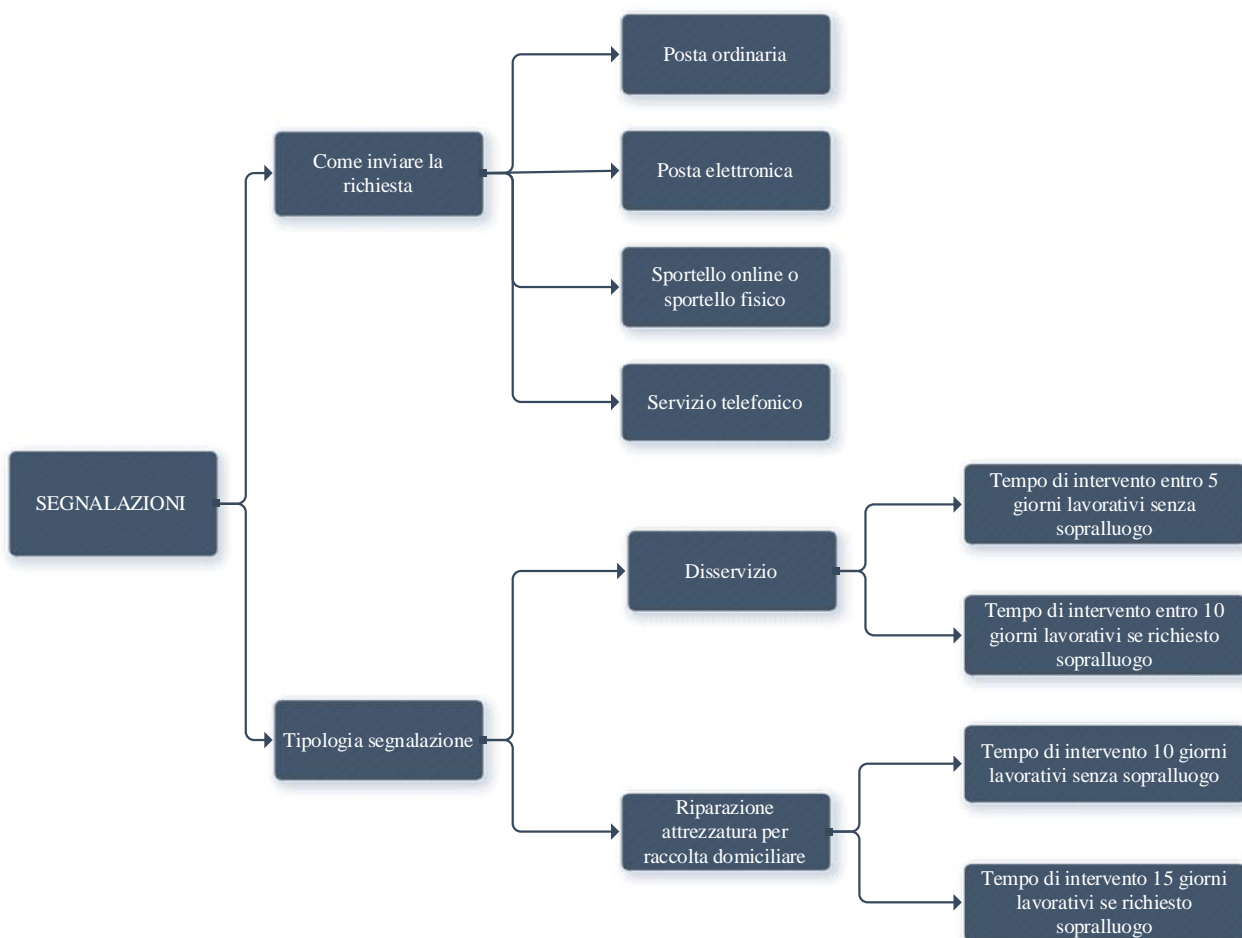 Posta ordinaria
Come inviare la
richiesta
Posta elettronica
Sportello online o
sportello fisico
Servizio telefonico
SEGNALAZIONI
Tempo di intervento entro 5
giorni lavorativi senza
sopralluogo
Disservizio
Tempo di intervento entro 10
giorni lavorativi se richiesto
sopralluogo
Tipologia segnalazione
Tempo di intervento 10 giorni
lavorativi senza sopralluogo
Riparazione
attrezzatura per
raccolta domiciliare
Tempo di intervento 15 giorni
lavorativi se richiesto
sopralluogo